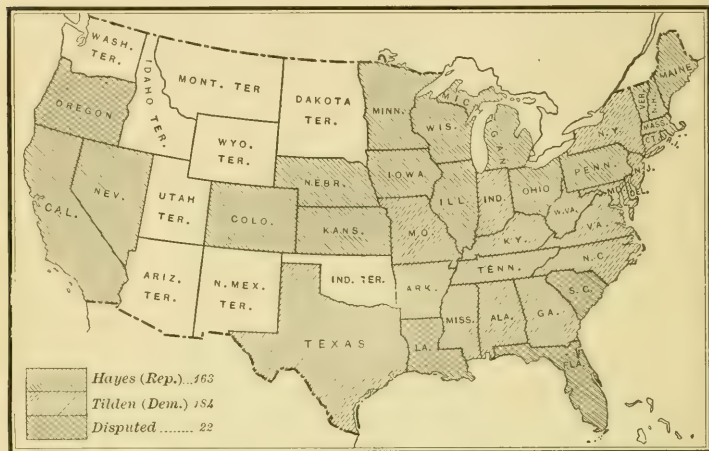 WASH.
TER.
OREGON
IDAHO TER.
MONT. TER
WYO.
TER.
DAKOTA
TER.
MINN.
WIS.
MICHIGAN
N.Y.
VER.
N.H.
MAINE
MASS.
CT.
R.I.
CAL.
NEV.
UTAH
TER.
COLO.
NEBR.
KANS.
IOWA
ILL.
IND.
OHIO
PENN.
N.J.
DEL.
MD.
W.VA.
VA.
MO.
KY.
N.C.
TENN.
S.C.
ARIZ.
TER.
N.MEX.
TER.
IND. TER.
ARK.
TEXAS
LA.
MISS.
ALA.
GA.
FLA.
Hayes (Rep.)...163
Tilden (Dem.) 184
Disputed ........ 22